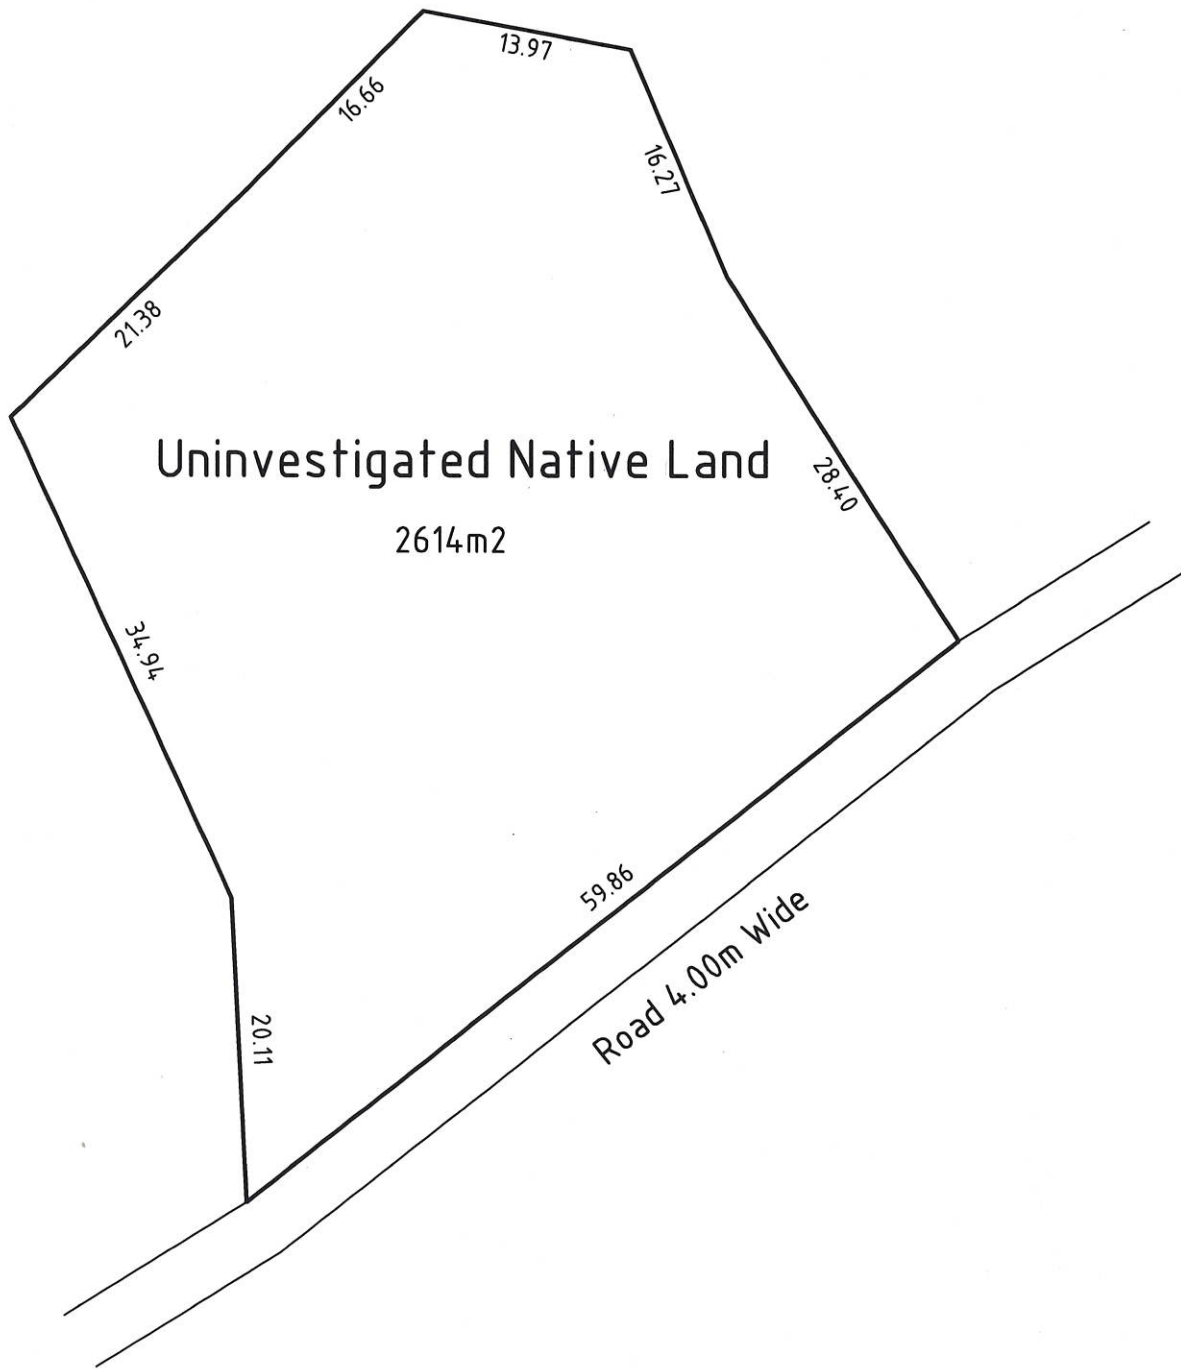 13.97
16.66
16.27
21.38
Uninvestigated Native Land
28.40
2614m2
34.94
59.86
Road 4.00m Wide
20.11